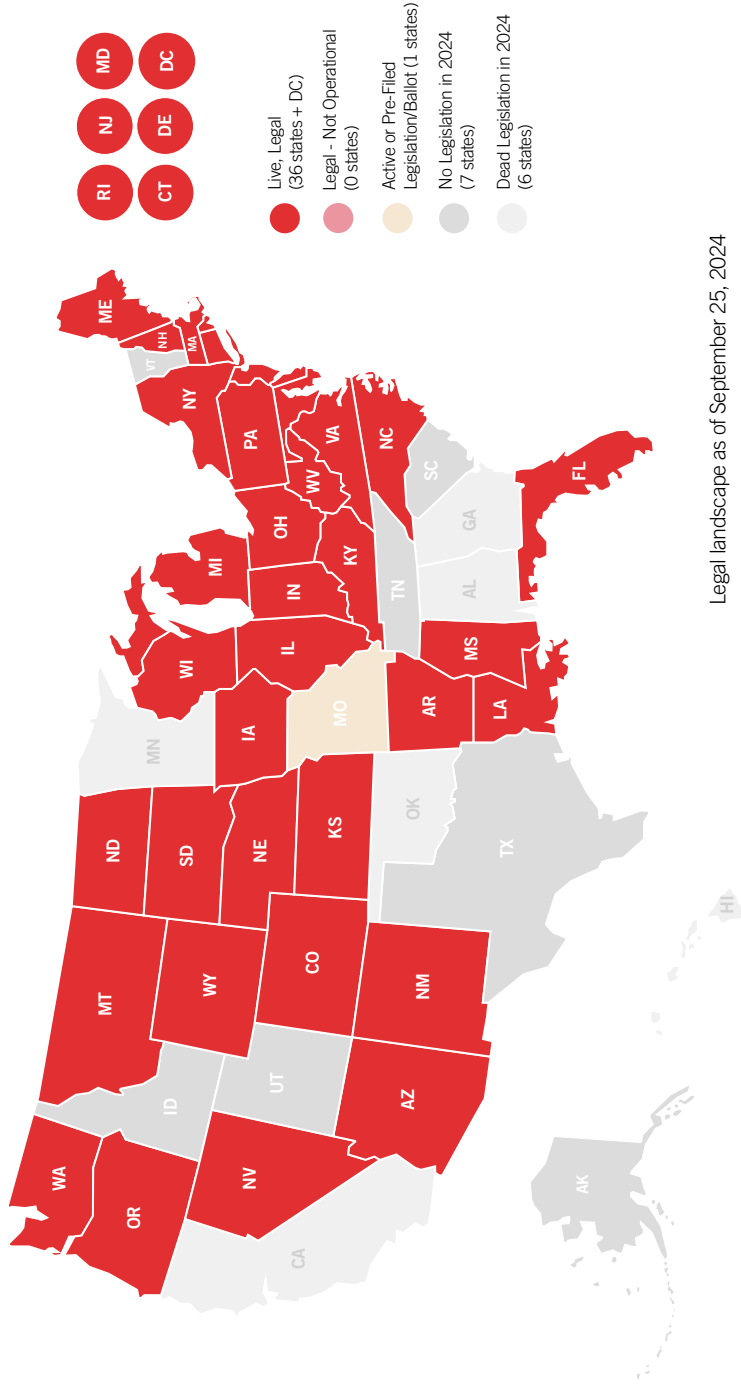 WA
OR
CA
NV
ID
MT
WY
UT
AZ
CO
NM
ND
SD
NE
KS
OK
TX
MN
IA
MO
AR
LA
WI
IL
MS
MI
IN
KY
TN
AL
OH
WV
GA
SC
NC
VA
PA
NY
VT
NH
MA
ME
FL
AK
HI
RI
NJ
MD
CT
DE
DC
Live, Legal
(36 states + DC)
Legal - Not Operational
(0 states)
Active or Pre-Filed
Legislation/Ballot (1 states)
No Legislation in 2024
(7 states)
Dead Legislation in 2024
(6 states)
Legal landscape as of September 25, 2024